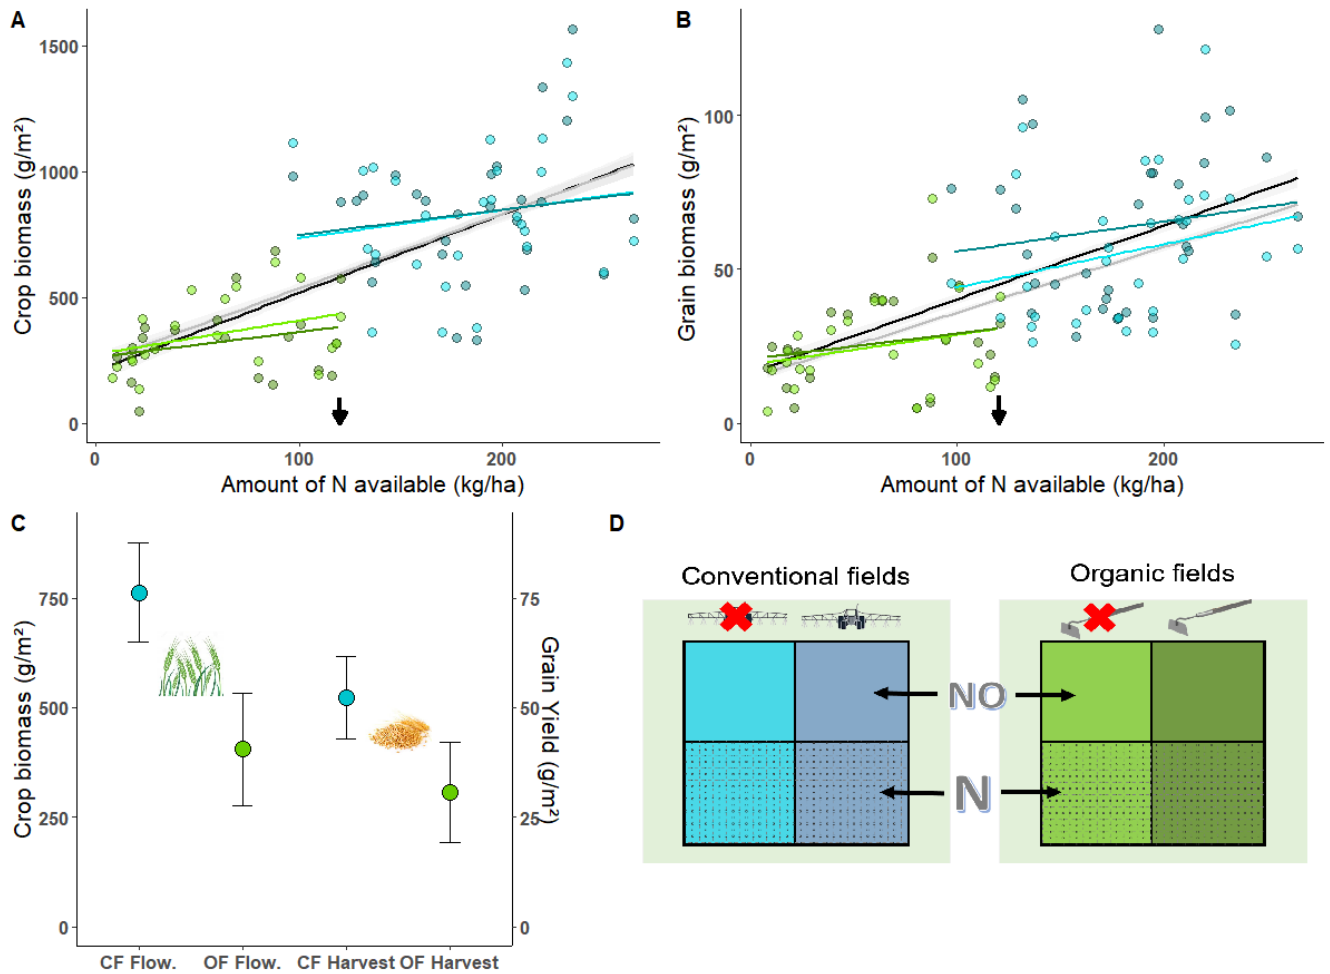 A
1500
1000
500
0
Crop biomass (g/m²)
0
100
200
Amount of N available (kg/ha)
B
100
50
0
Grain biomass (g/m²)
0
100
200
Amount of N available (kg/ha)
C
750
500
250
0
Crop biomass (g/m²)
75
50
25
0
Grain Yield (g/m²)
CF Flow.
OF Flow.
CF Harvest
OF Harvest
D
Conventional fields
Organic fields
NO
N